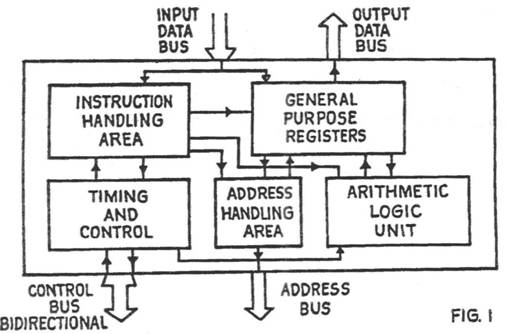 INPUT
DATA
BUS
OUTPUT
DATA
BUS
INSTRUCTION
HANDLING
AREA
GENERAL
PURPOSE
REGISTERS
TIMING
AND
CONTROL
ADDRESS
HANDLING
AREA
ARITHMETIC
LOGIC
UNIT
CONTROL
BUS
BIDIRECTIONAL
ADDRESS
BUS
FIG. 1